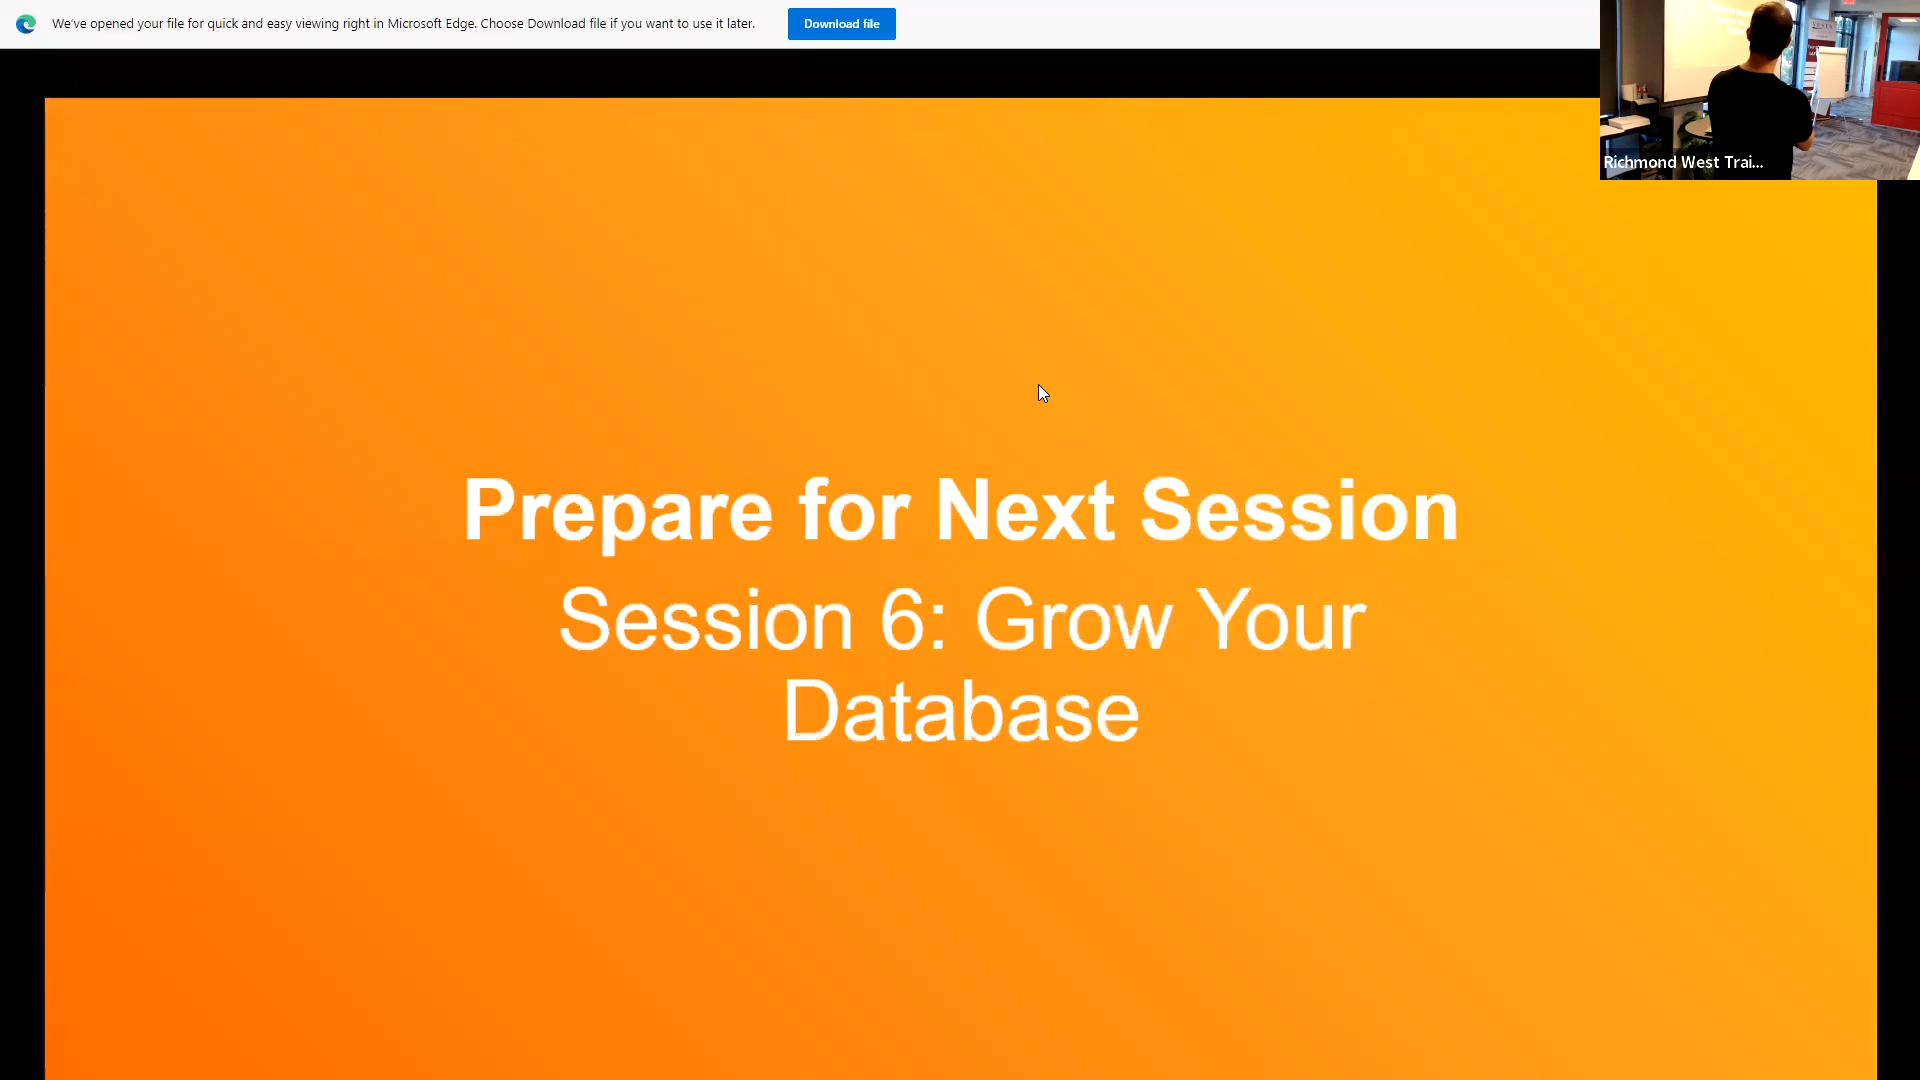 We've opened your file for quick and easy viewing right in Microsoft Edge. Choose Download file if you want to use it later.
Download file
Richmond West Trai...
Prepare for Next Session
Session 6: Grow Your
Database